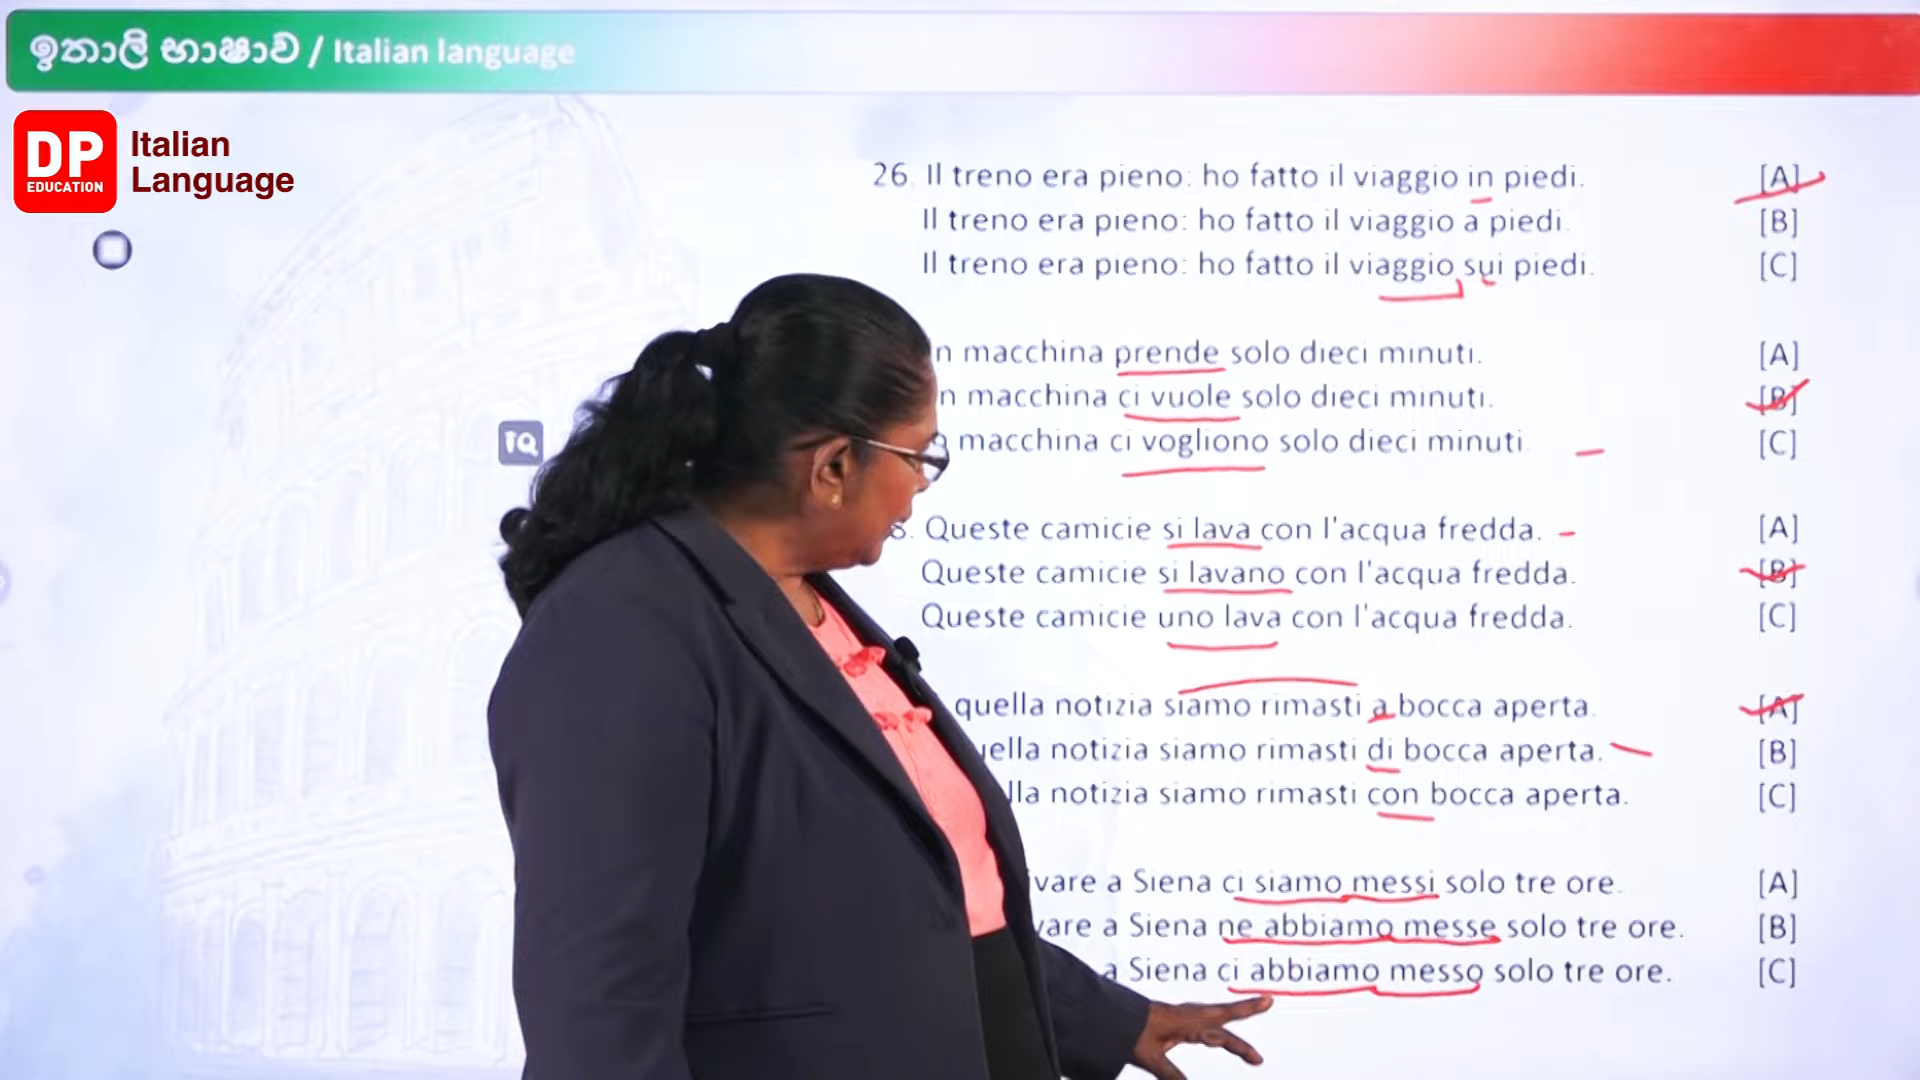 ඉතාලි භාෂාව / Italian language
DP
EDUCATION
Italian
Language
26. Il treno era pieno: ho fatto il viaggio in piedi. [A]
Il treno era pieno: ho fatto il viaggio a piedi. [B]
Il treno era pieno: ho fatto il viaggio sui piedi. [C]
macchina prende solo dieci minuti. [A]
macchina ci vuole solo dieci minuti. [B]
macchina ci vogliono solo dieci minuti. [C]
Queste camicie si lava con l'acqua fredda. [A]
Queste camicie si lavano con l'acqua fredda. [B]
Queste camicie uno lava con l'acqua fredda. [C]
quella notizia siamo rimasti a bocca aperta. [A]
notizia siamo rimasti di bocca aperta. [B]
notizia siamo rimasti con bocca aperta. [C]
a Siena ci siamo messi solo tre ore. [A]
a Siena ne abbiamo messe solo tre ore. [B]
a Siena ci abbiamo messo solo tre ore. [C]